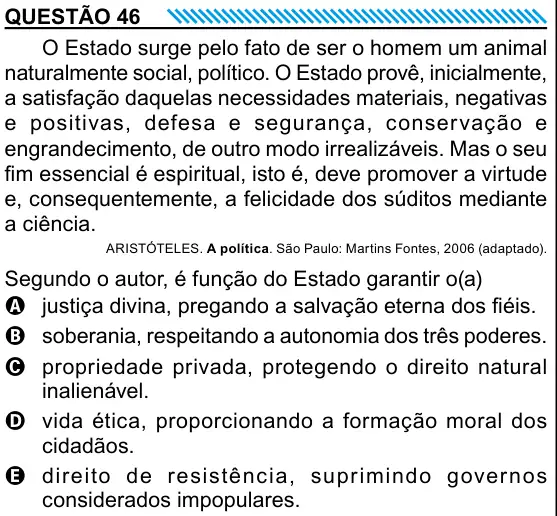 QUESTÃO 46
O Estado surge pelo fato de ser o homem um animal
naturalmente social, político. O Estado provê, inicialmente,
a satisfação daquelas necessidades materiais, negativas
e positivas, defesa e segurança, conservação e
engrandecimento, de outro modo irrealizáveis. Mas o seu
fim essencial é espiritual, isto é, deve promover a virtude
e, consequentemente, a felicidade dos súditos mediante
a ciência.
ARISTÓTELES. A política. São Paulo: Martins Fontes, 2006 (adaptado).
Segundo o autor, é função do Estado garantir o(a)
A justiça divina, pregando a salvação eterna dos fiéis.
B soberania, respeitando a autonomia dos três poderes.
C propriedade privada, protegendo o direito natural
inalienável.
D vida ética, proporcionando a formação moral dos
cidadãos.
E direito de resistência, suprimindo governos
considerados impopulares.